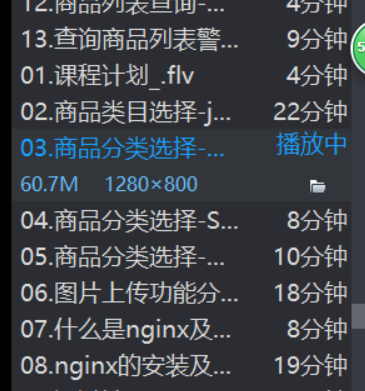 12.商品列表查询-... 4分钟
13.查询商品列表警... 9分钟
01.课程计划_.flv 4分钟
02.商品类目选择-j... 22分钟
03.商品分类选择-... 播放中
60.7M 1280×800
04.商品分类选择-S... 8分钟
05.商品分类选择-... 10分钟
06.图片上传功能分... 18分钟
07.什么是nginx及... 8分钟
08.nginx的安装及... 19分钟